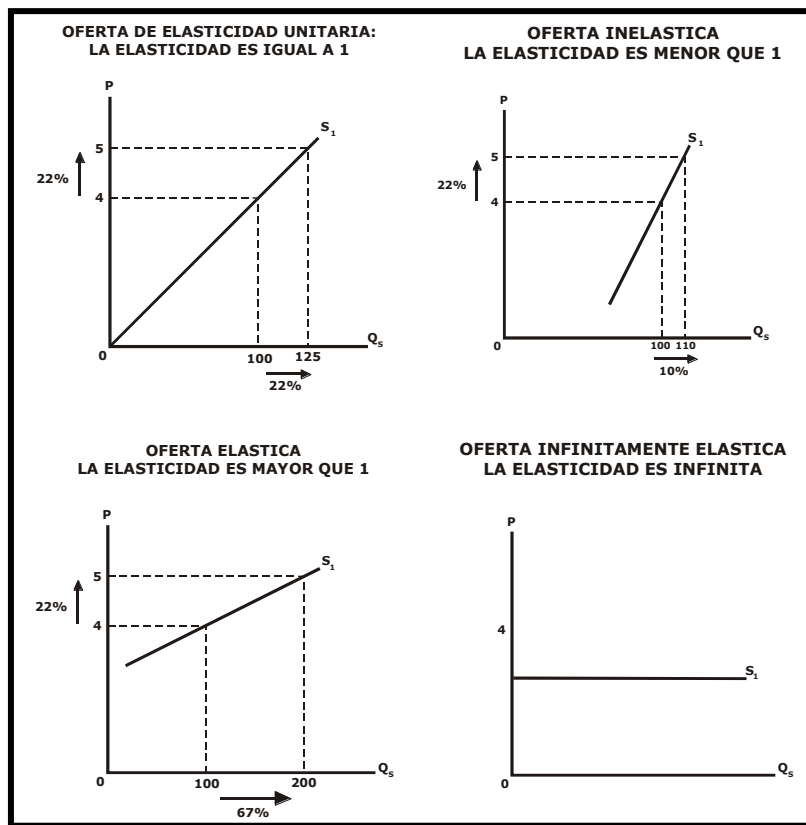 OFERTA DE ELASTICIDAD UNITARIA:
LA ELASTICIDAD ES IGUAL A 1
P
S1
5
22%
4
0
100
125
Qs
22%
OFERTA INELASTICA
LA ELASTICIDAD ES MENOR QUE 1
P
S1
5
22%
4
0
100
110
Qs
10%
OFERTA ELASTICA
LA ELASTICIDAD ES MAYOR QUE 1
P
S1
5
22%
4
0
100
200
Qs
67%
OFERTA INFINITAMENTE ELASTICA
LA ELASTICIDAD ES INFINITA
P
4
S1
0
Qs